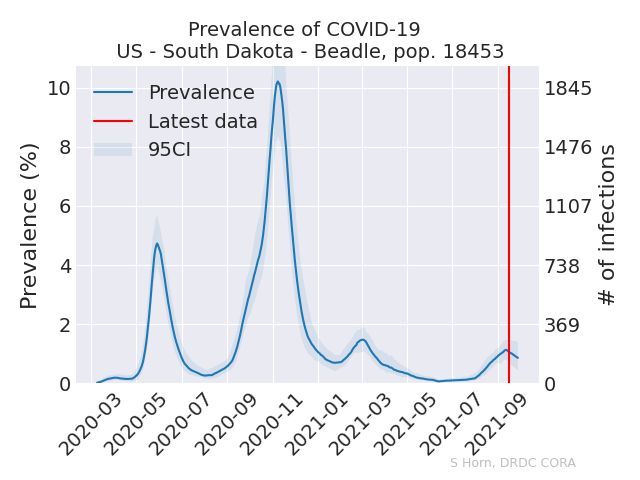 Prevalence of COVID-19
US - South Dakota - Beadle, pop. 18453
Prevalence (%)
10
8
6
4
2
0
Prevalence
Latest data
95CI
1845
1476
1107
738
369
0
# of infections
2020-03
2020-05
2020-07
2020-09
2020-11
2021-01
2021-03
2021-05
2021-07
2021-09
S Horn, DRDC CORA